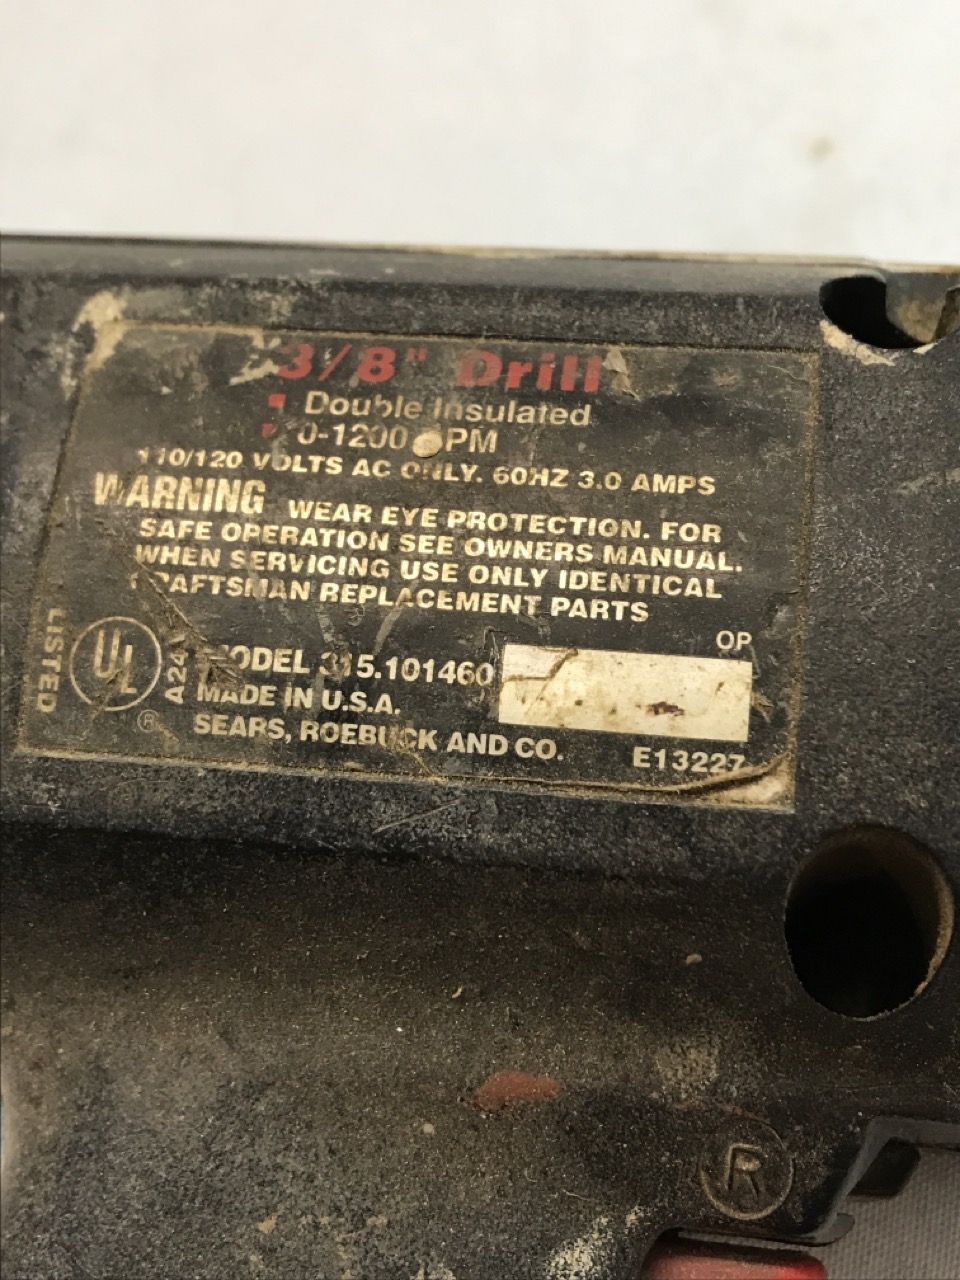 3/8" Drill
Double Insulated
0-1200 PM
110/120 VOLTS AC ONLY. 60HZ 3.0 AMPS
WARNING WEAR EYE PROTECTION. FOR
SAFE OPERATION SEE OWNERS MANUAL.
WHEN SERVICING USE ONLY IDENTICAL
CRAFTSMAN REPLACEMENT PARTS
OP
LISTED
UL
®
A24
MODEL 315.101460
MADE IN U.S.A.
SEARS, ROEBUCK AND CO. E13227
®